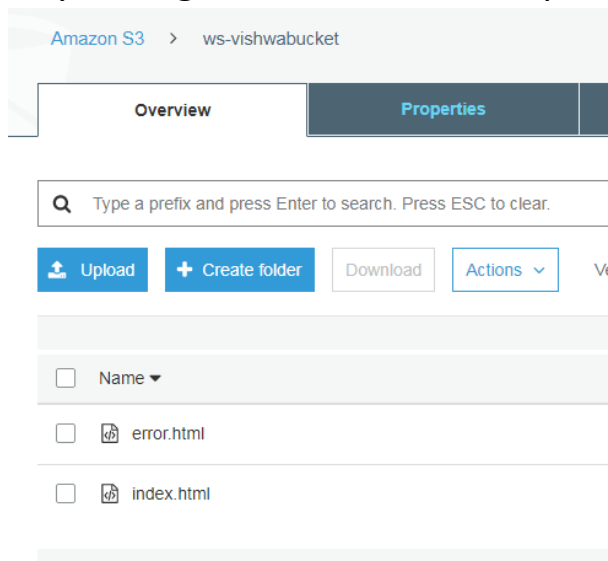 Amazon S3 > ws-vishwabucket
Overview Properties
Type a prefix and press Enter to search. Press ESC to clear.
Upload Create folder Download Actions
Name
error.html
index.html